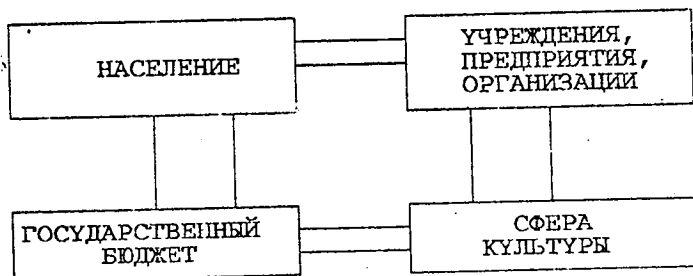 НАСЕЛЕНИЕ
УЧРЕЖДЕНИЯ,
ПРЕДПРИЯТИЯ,
ОРГАНИЗАЦИИ
ГОСУДАРСТВЕННЫЙ
БЮДЖЕТ
СФЕРА
КУЛЬТУРЫ